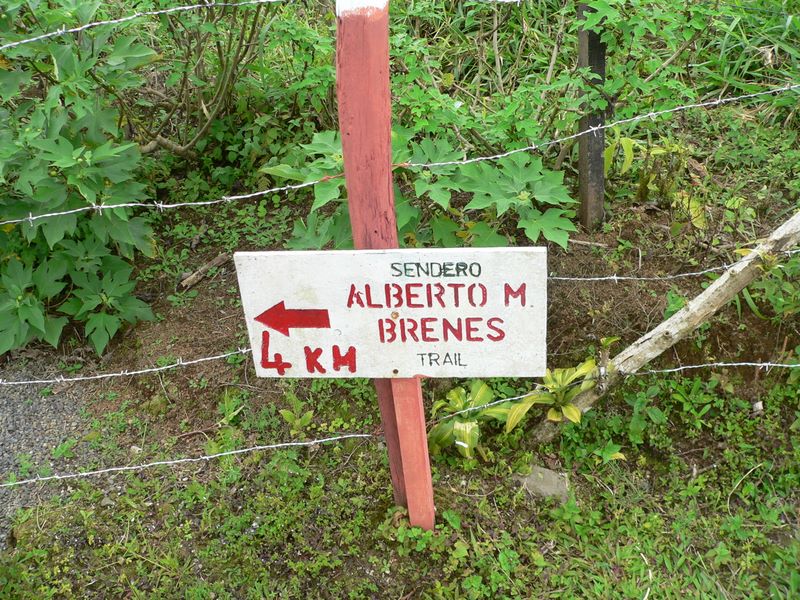 SENDERO
ALBERTO M.
BRENES
4 KM
TRAIL